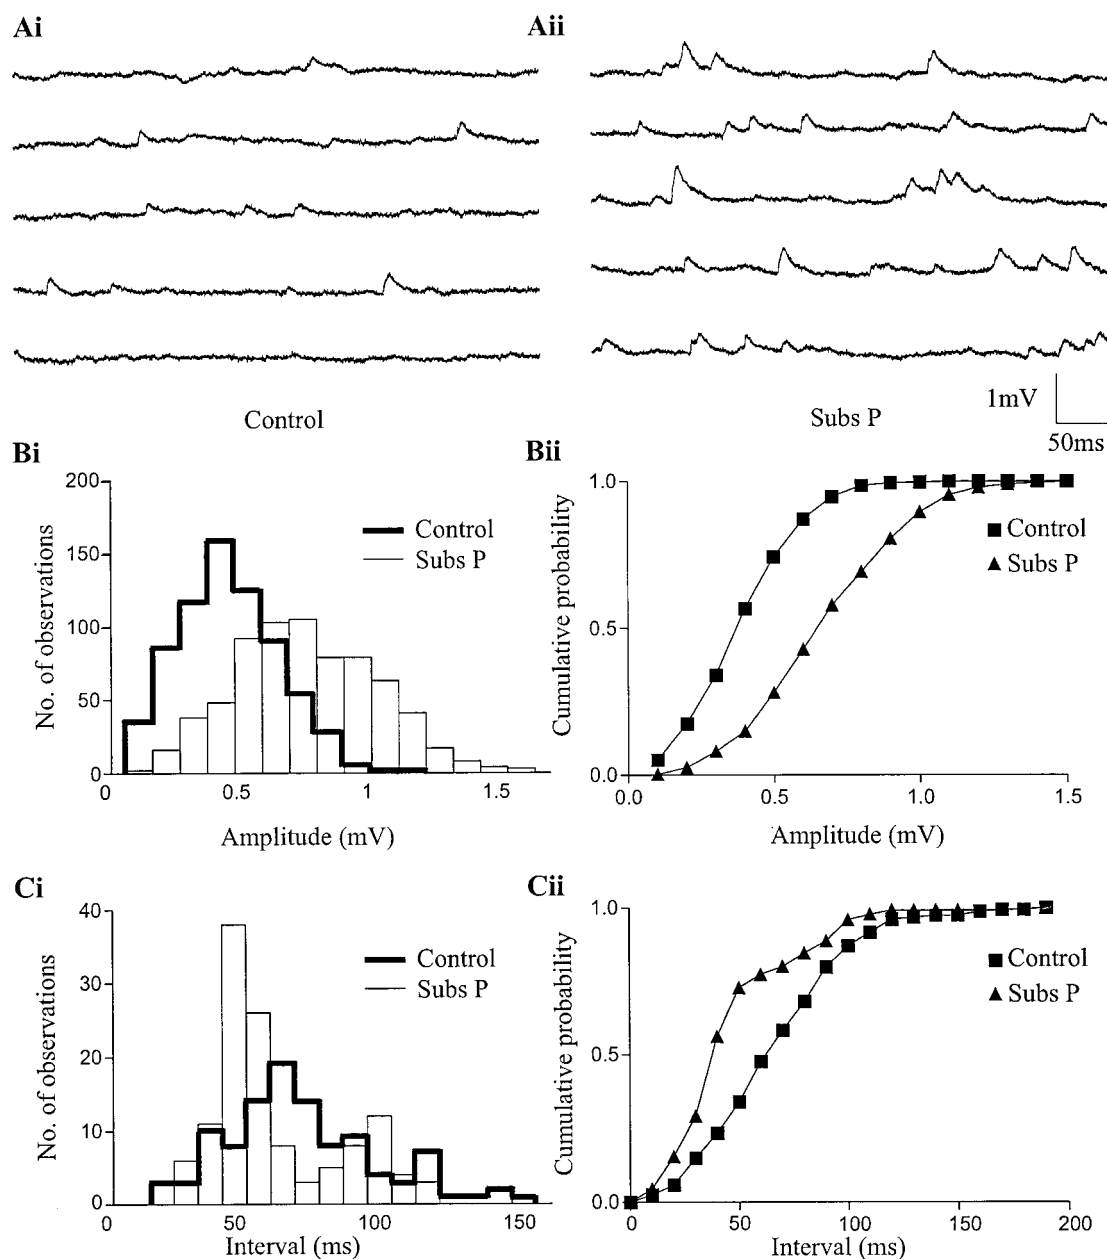 Ai
Aii
Control
Subs P
1mV
50ms
Bi
Bii
200
150
100
50
0
No. of observations
Control
Subs P
0 0.5 1 1.5
Amplitude (mV)
1.0
0.5
0.0
Cumulative probability
Control
Subs P
0.0 0.5 1.0 1.5
Amplitude (mV)
Ci
Cii
40
30
20
10
0
No. of observations
Control
Subs P
0 50 100 150
Interval (ms)
1.0
0.5
0.0
Cumulative probability
Control
Subs P
0 50 100 150 200
Interval (ms)